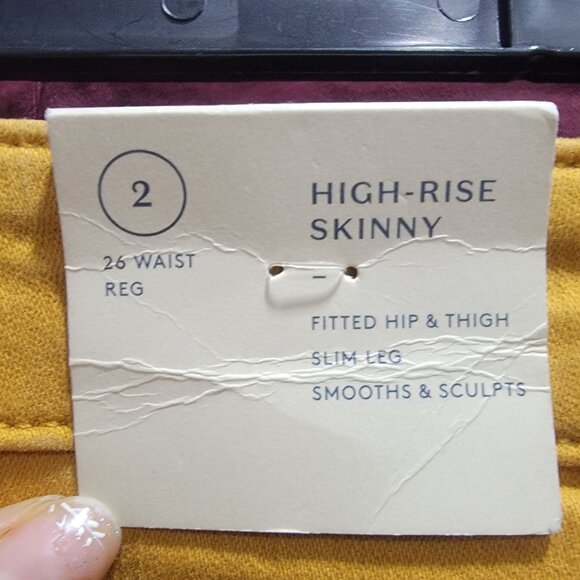 2
26 WAIST
REG
HIGH-RISE
SKINNY
–
FITTED HIP & THIGH
SLIM LEG
SMOOTHS & SCULPTS